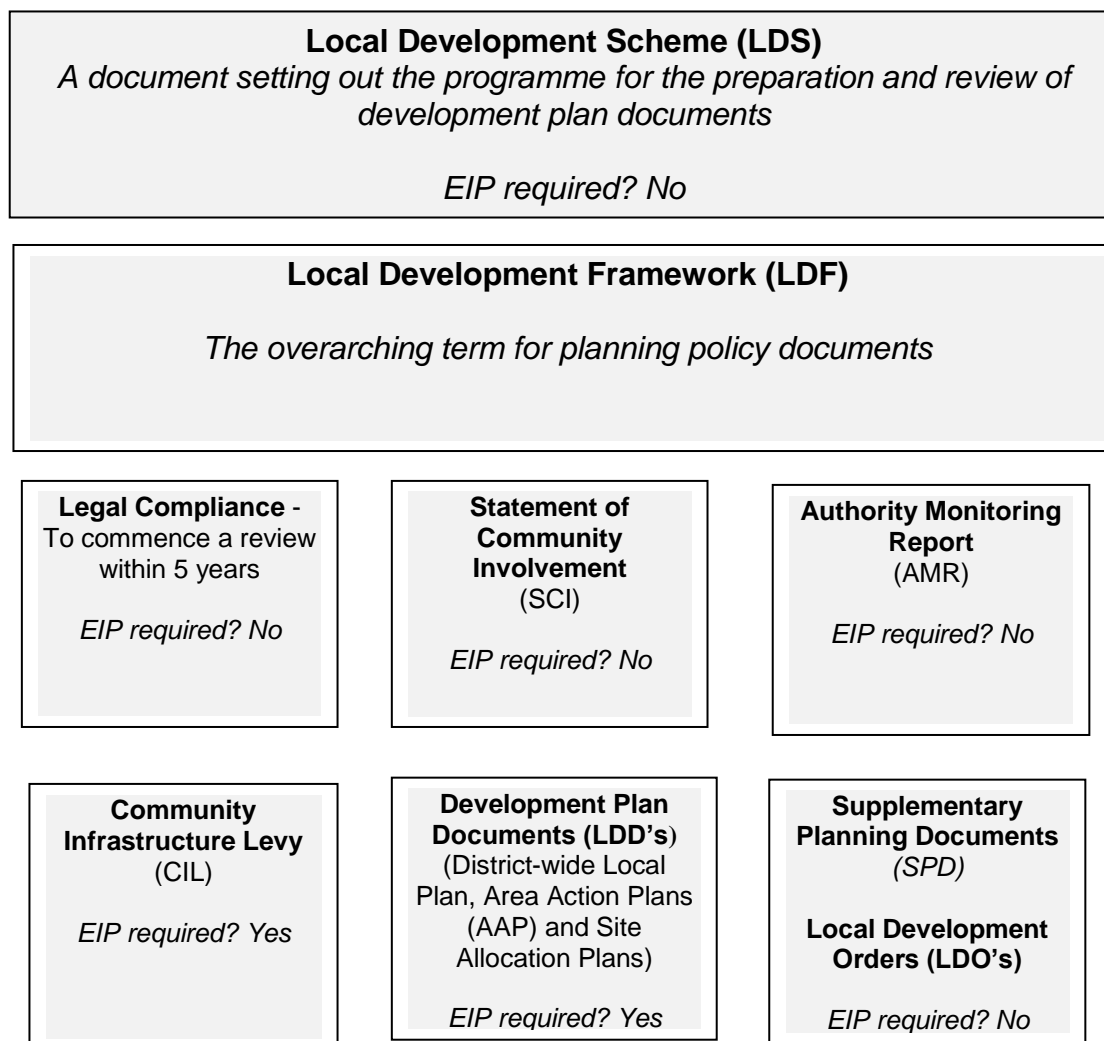 Local Development Scheme (LDS)
A document setting out the programme for the preparation and review of
development plan documents
EIP required? No
Local Development Framework (LDF)
The overarching term for planning policy documents
Legal Compliance -
To commence a review
within 5 years
EIP required? No
Statement of
Community
Involvement
(SCI)
EIP required? No
Authority Monitoring
Report
(AMR)
EIP required? No
Community
Infrastructure Levy
(CIL)
EIP required? Yes
Development Plan
Documents (LDD's)
(District-wide Local
Plan, Area Action Plans
(AAP) and Site
Allocation Plans)
EIP required? Yes
Supplementary
Planning Documents
(SPD)
Local Development
Orders (LDO's)
EIP required? No